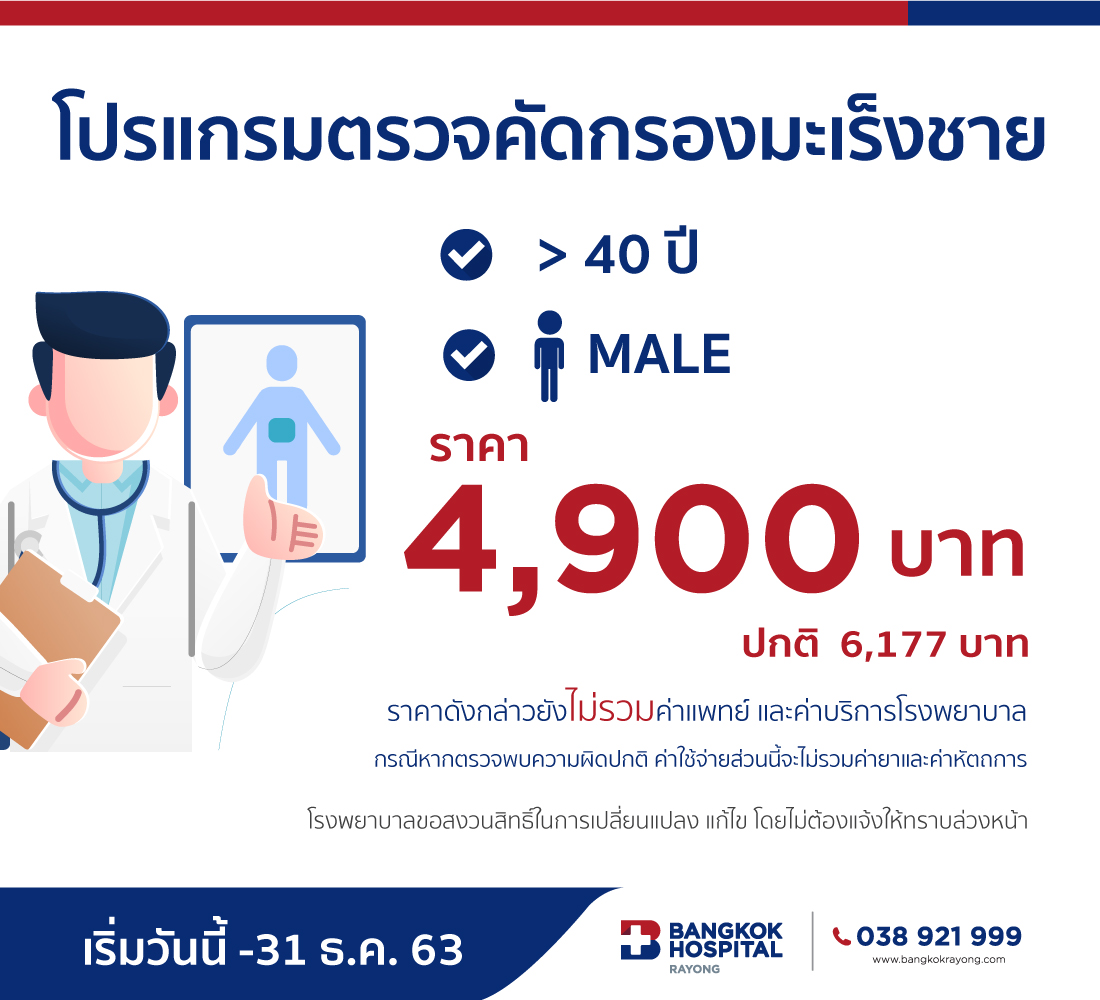 โปรแกรมตรวจคัดกรองมะเร็งชาย
> 40 ปี
MALE
ราคา
4,900 บาท
ปกติ 6,177 บาท
ราคาดังกล่าวยังไม่รวมค่าแพทย์ และค่าบริการโรงพยาบาล
กรณีหากตรวจพบความผิดปกติ ค่าใช้จ่ายส่วนนี้จะไม่รวมค่ายาและค่าหัตถการ
โรงพยาบาลขอสงวนสิทธิ์ในการเปลี่ยนแปลง แก้ไข โดยไม่ต้องแจ้งให้ทราบล่วงหน้า
เริ่มวันนี้ -31 ธ.ค. 63
BANGKOK
HOSPITAL
RAYONG
038 921 999
www.bangkokrayong.com